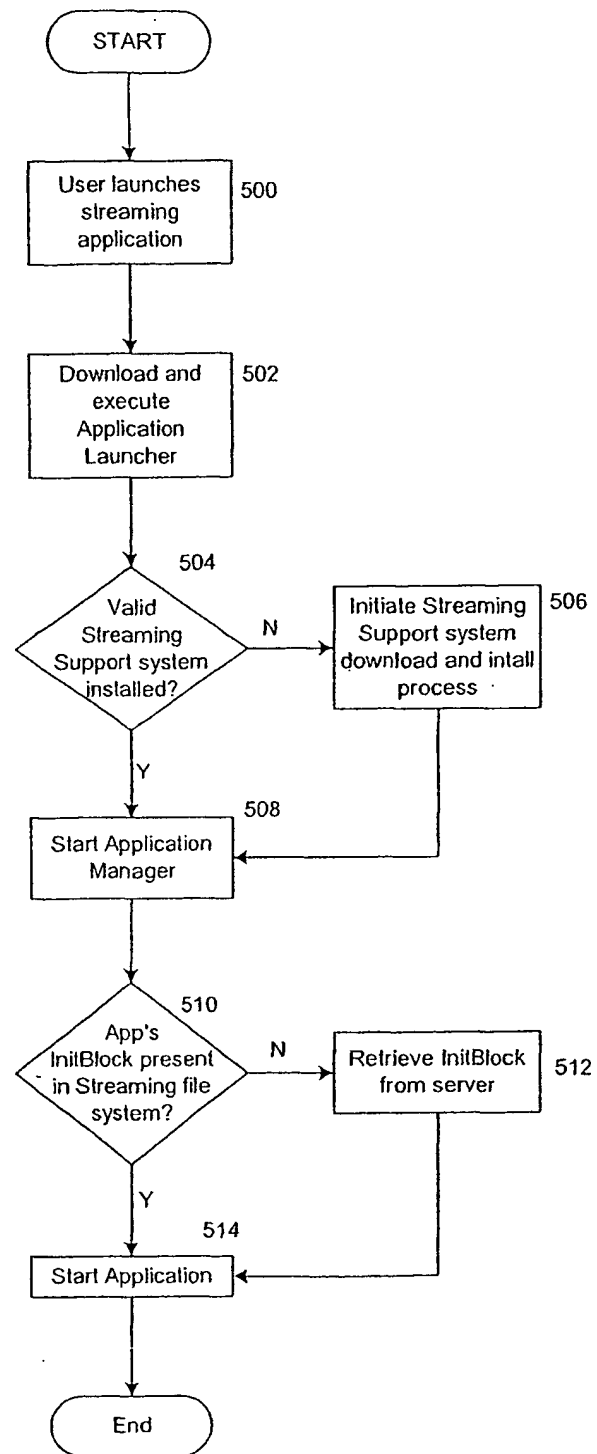 START
User launches
streaming
application
500
Download and
execute
Application
Launcher
502
504
Valid
Streaming
Support system
installed?
N
Initiate Streaming
Support system
download and intall
process
506
Y
508
Start Application
Manager
510
App's
InitBlock present
in Streaming file
system?
N
Retrieve InitBlock
from server
512
Y
514
Start Application
End